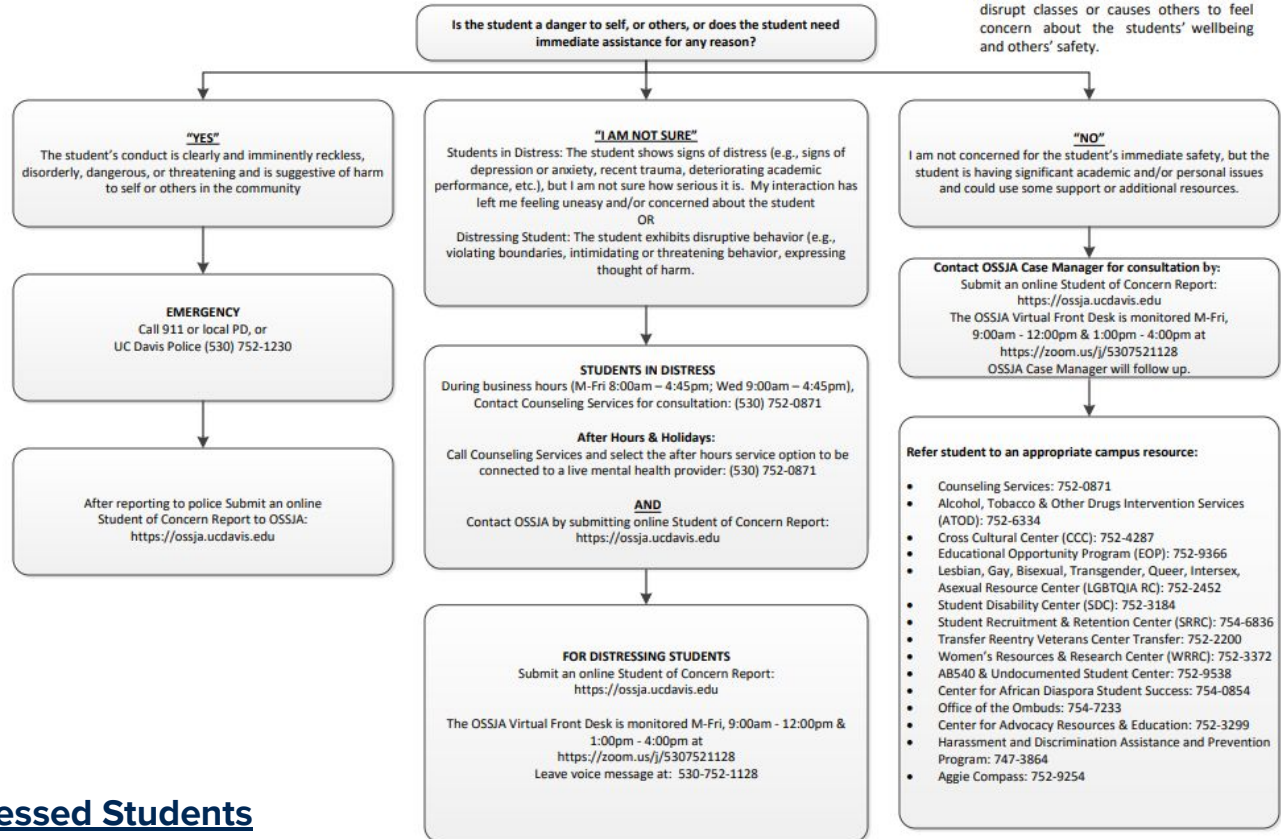 disrupt classes or causes others to feel
concern about the students' wellbeing
and others' safety.
Is the student a danger to self, or others, or does the student need
immediate assistance for any reason?
"YES"
The student's conduct is clearly and imminently reckless,
disorderly, dangerous, or threatening and is suggestive of harm
to self or others in the community
EMERGENCY
Call 911 or local PD, or
UC Davis Police (530) 752-1230
After reporting to police Submit an online
Student of Concern Report to OSSJA:
https://ossja.ucdavis.edu
"I AM NOT SURE"
Students in Distress: The student shows signs of distress (e.g., signs of
depression or anxiety, recent trauma, deteriorating academic
performance, etc.), but I am not sure how serious it is. My interaction has
left me feeling uneasy and/or concerned about the student
OR
Distressing Student: The student exhibits disruptive behavior (e.g.,
violating boundaries, intimidating or threatening behavior, expressing
thought of harm.
STUDENTS IN DISTRESS
During business hours (M-Fri 8:00am – 4:45pm; Wed 9:00am – 4:45pm),
Contact Counseling Services for consultation: (530) 752-0871
After Hours & Holidays:
Call Counseling Services and select the after hours service option to be
connected to a live mental health provider: (530) 752-0871
AND
Contact OSSJA by submitting online Student of Concern Report:
https://ossja.ucdavis.edu
FOR DISTRESSING STUDENTS
Submit an online Student of Concern Report:
https://ossja.ucdavis.edu
The OSSJA Virtual Front Desk is monitored M-Fri, 9:00am - 12:00pm &
1:00pm - 4:00pm at
https://zoom.us/j/5307521128
Leave voice message at: 530-752-1128
"NO"
I am not concerned for the student's immediate safety, but the
student is having significant academic and/or personal issues
and could use some support or additional resources.
Contact OSSJA Case Manager for consultation by:
Submit an online Student of Concern Report:
https://ossja.ucdavis.edu
The OSSJA Virtual Front Desk is monitored M-Fri,
9:00am - 12:00pm & 1:00pm - 4:00pm at
https://zoom.us/j/5307521128
OSSJA Case Manager will follow up.
Refer student to an appropriate campus resource:
• Counseling Services: 752-0871
• Alcohol, Tobacco & Other Drugs Intervention Services
(ATOD): 752-6334
• Cross Cultural Center (CCC): 752-4287
• Educational Opportunity Program (EOP): 752-9366
• Lesbian, Gay, Bisexual, Transgender, Queer, Intersex,
Asexual Resource Center (LGBTQIA RC): 752-2452
• Student Disability Center (SDC): 752-3184
• Student Recruitment & Retention Center (SRRC): 754-6836
• Transfer Reentry Veterans Center Transfer: 752-2200
• Women's Resources & Research Center (WRRC): 752-3372
• AB540 & Undocumented Student Center: 752-9538
• Center for African Diaspora Student Success: 754-0854
• Office of the Ombuds: 754-7233
• Center for Advocacy Resources & Education: 752-3299
• Harassment and Discrimination Assistance and Prevention
Program: 747-3864
• Aggie Compass: 752-9254
essed Students